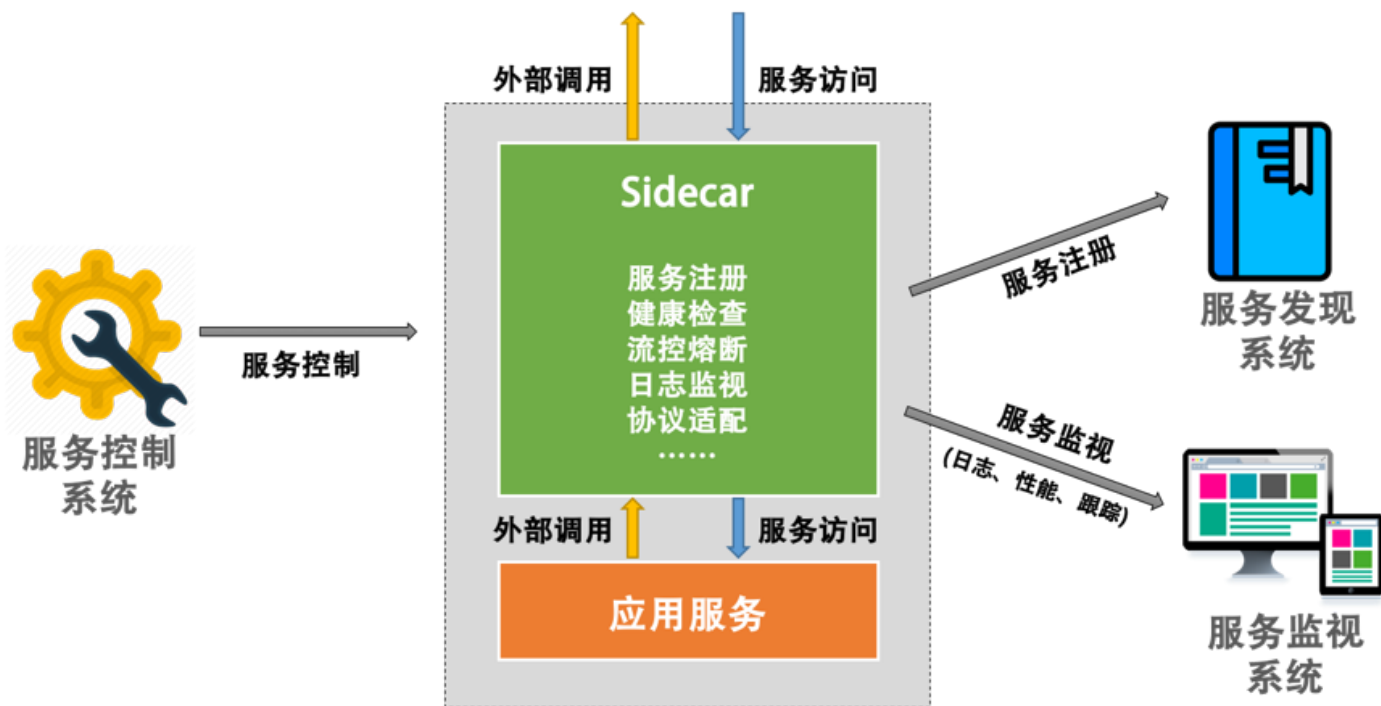 外部调用
服务访问
Sidecar
服务注册
健康检查
流控熔断
日志监视
协议适配
……
服务控制
服务控制
系统
服务注册
服务发现
系统
服务监视
(日志、性能、跟踪)
外部调用
服务访问
应用服务
服务监视
系统